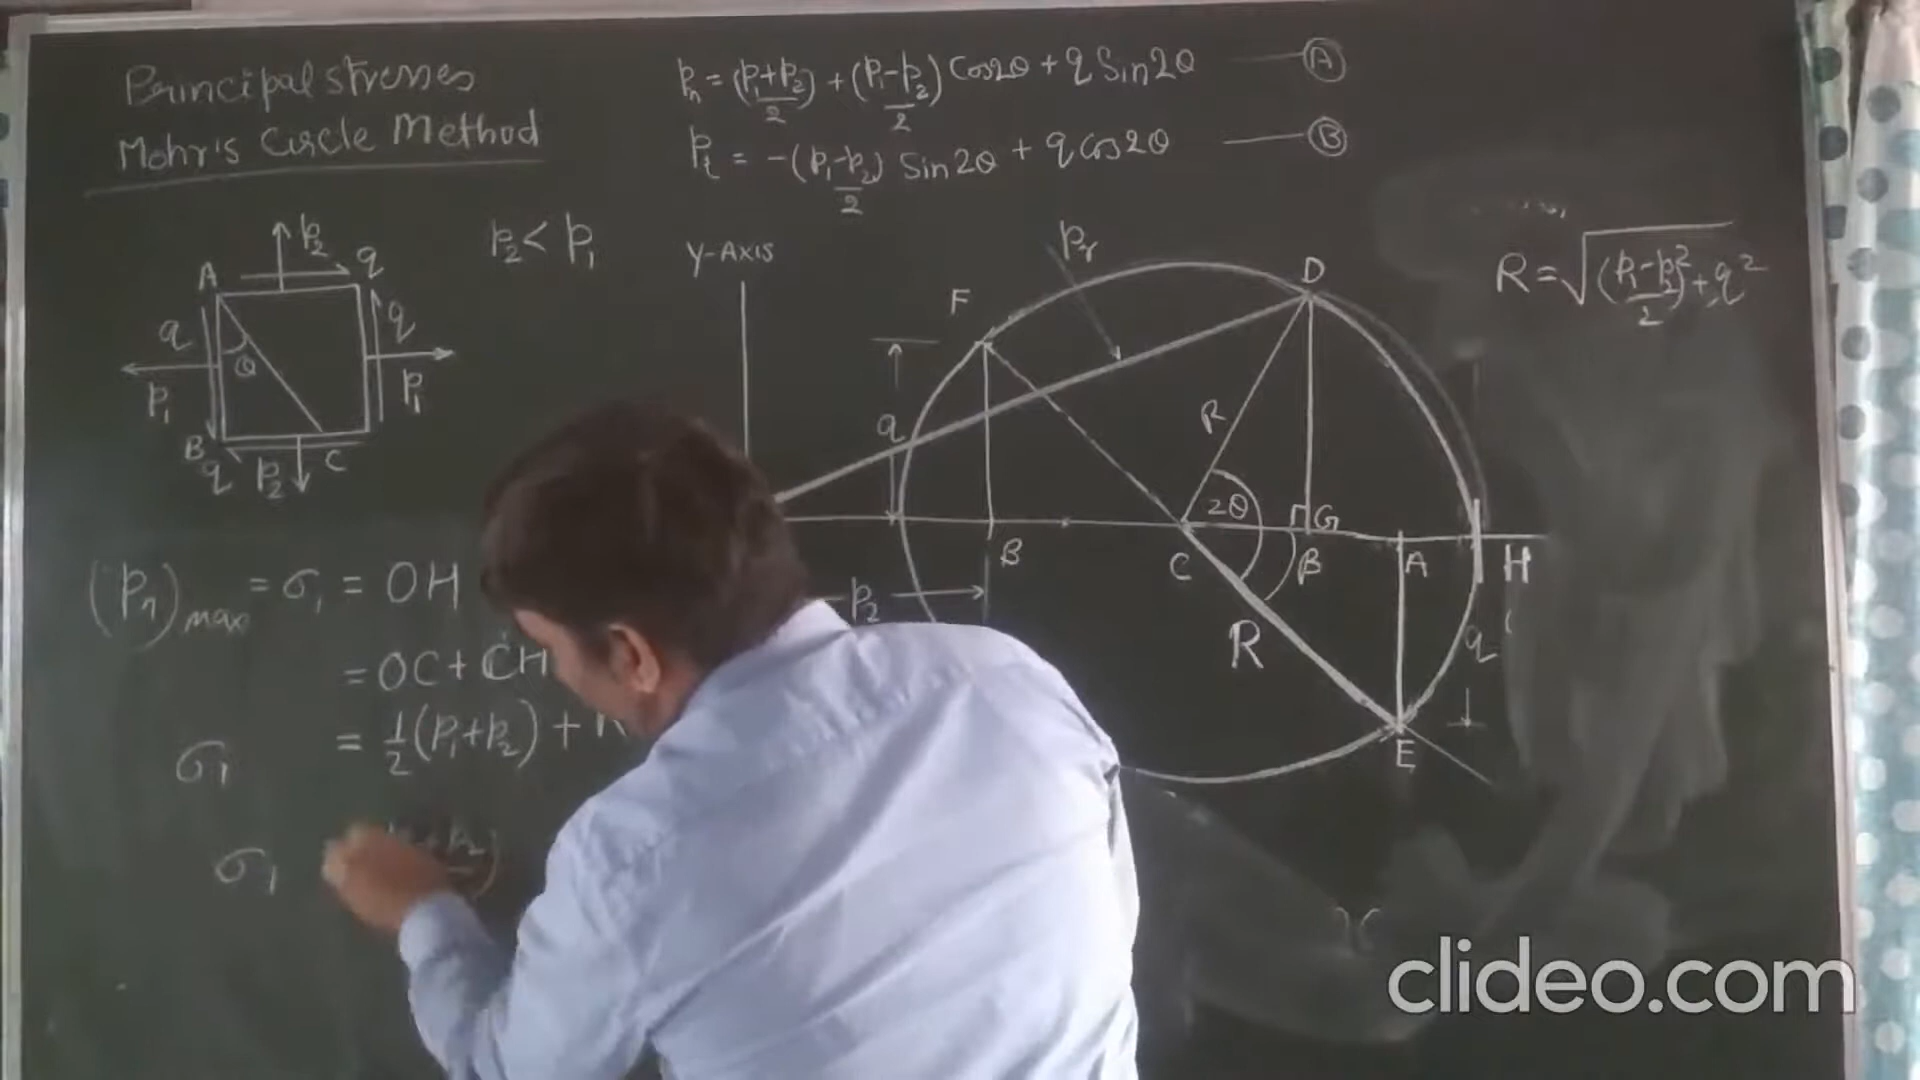 Principal stresses
Mohr's Circle Method
Pn = (P1+P2)/2 + (P1-P2)/2 Cos2θ + q Sin2θ — A
Pt = -(P1-P2)/2 Sin2θ + q cos2θ — B
P2 < P1
P2
q
A
q
q
θ
P1
P1
B
q
P2
C
Y-AXIS
Pr
F
D
R = √((P1-P2)/2)² + q²
q
R
2θ
G
B
C
β
A
H
P2
R
q
E
(Pn)max = σ1 = OH
= OC + CH
= 1/2 (P1+P2) +
σ1
σ1
clideo.com